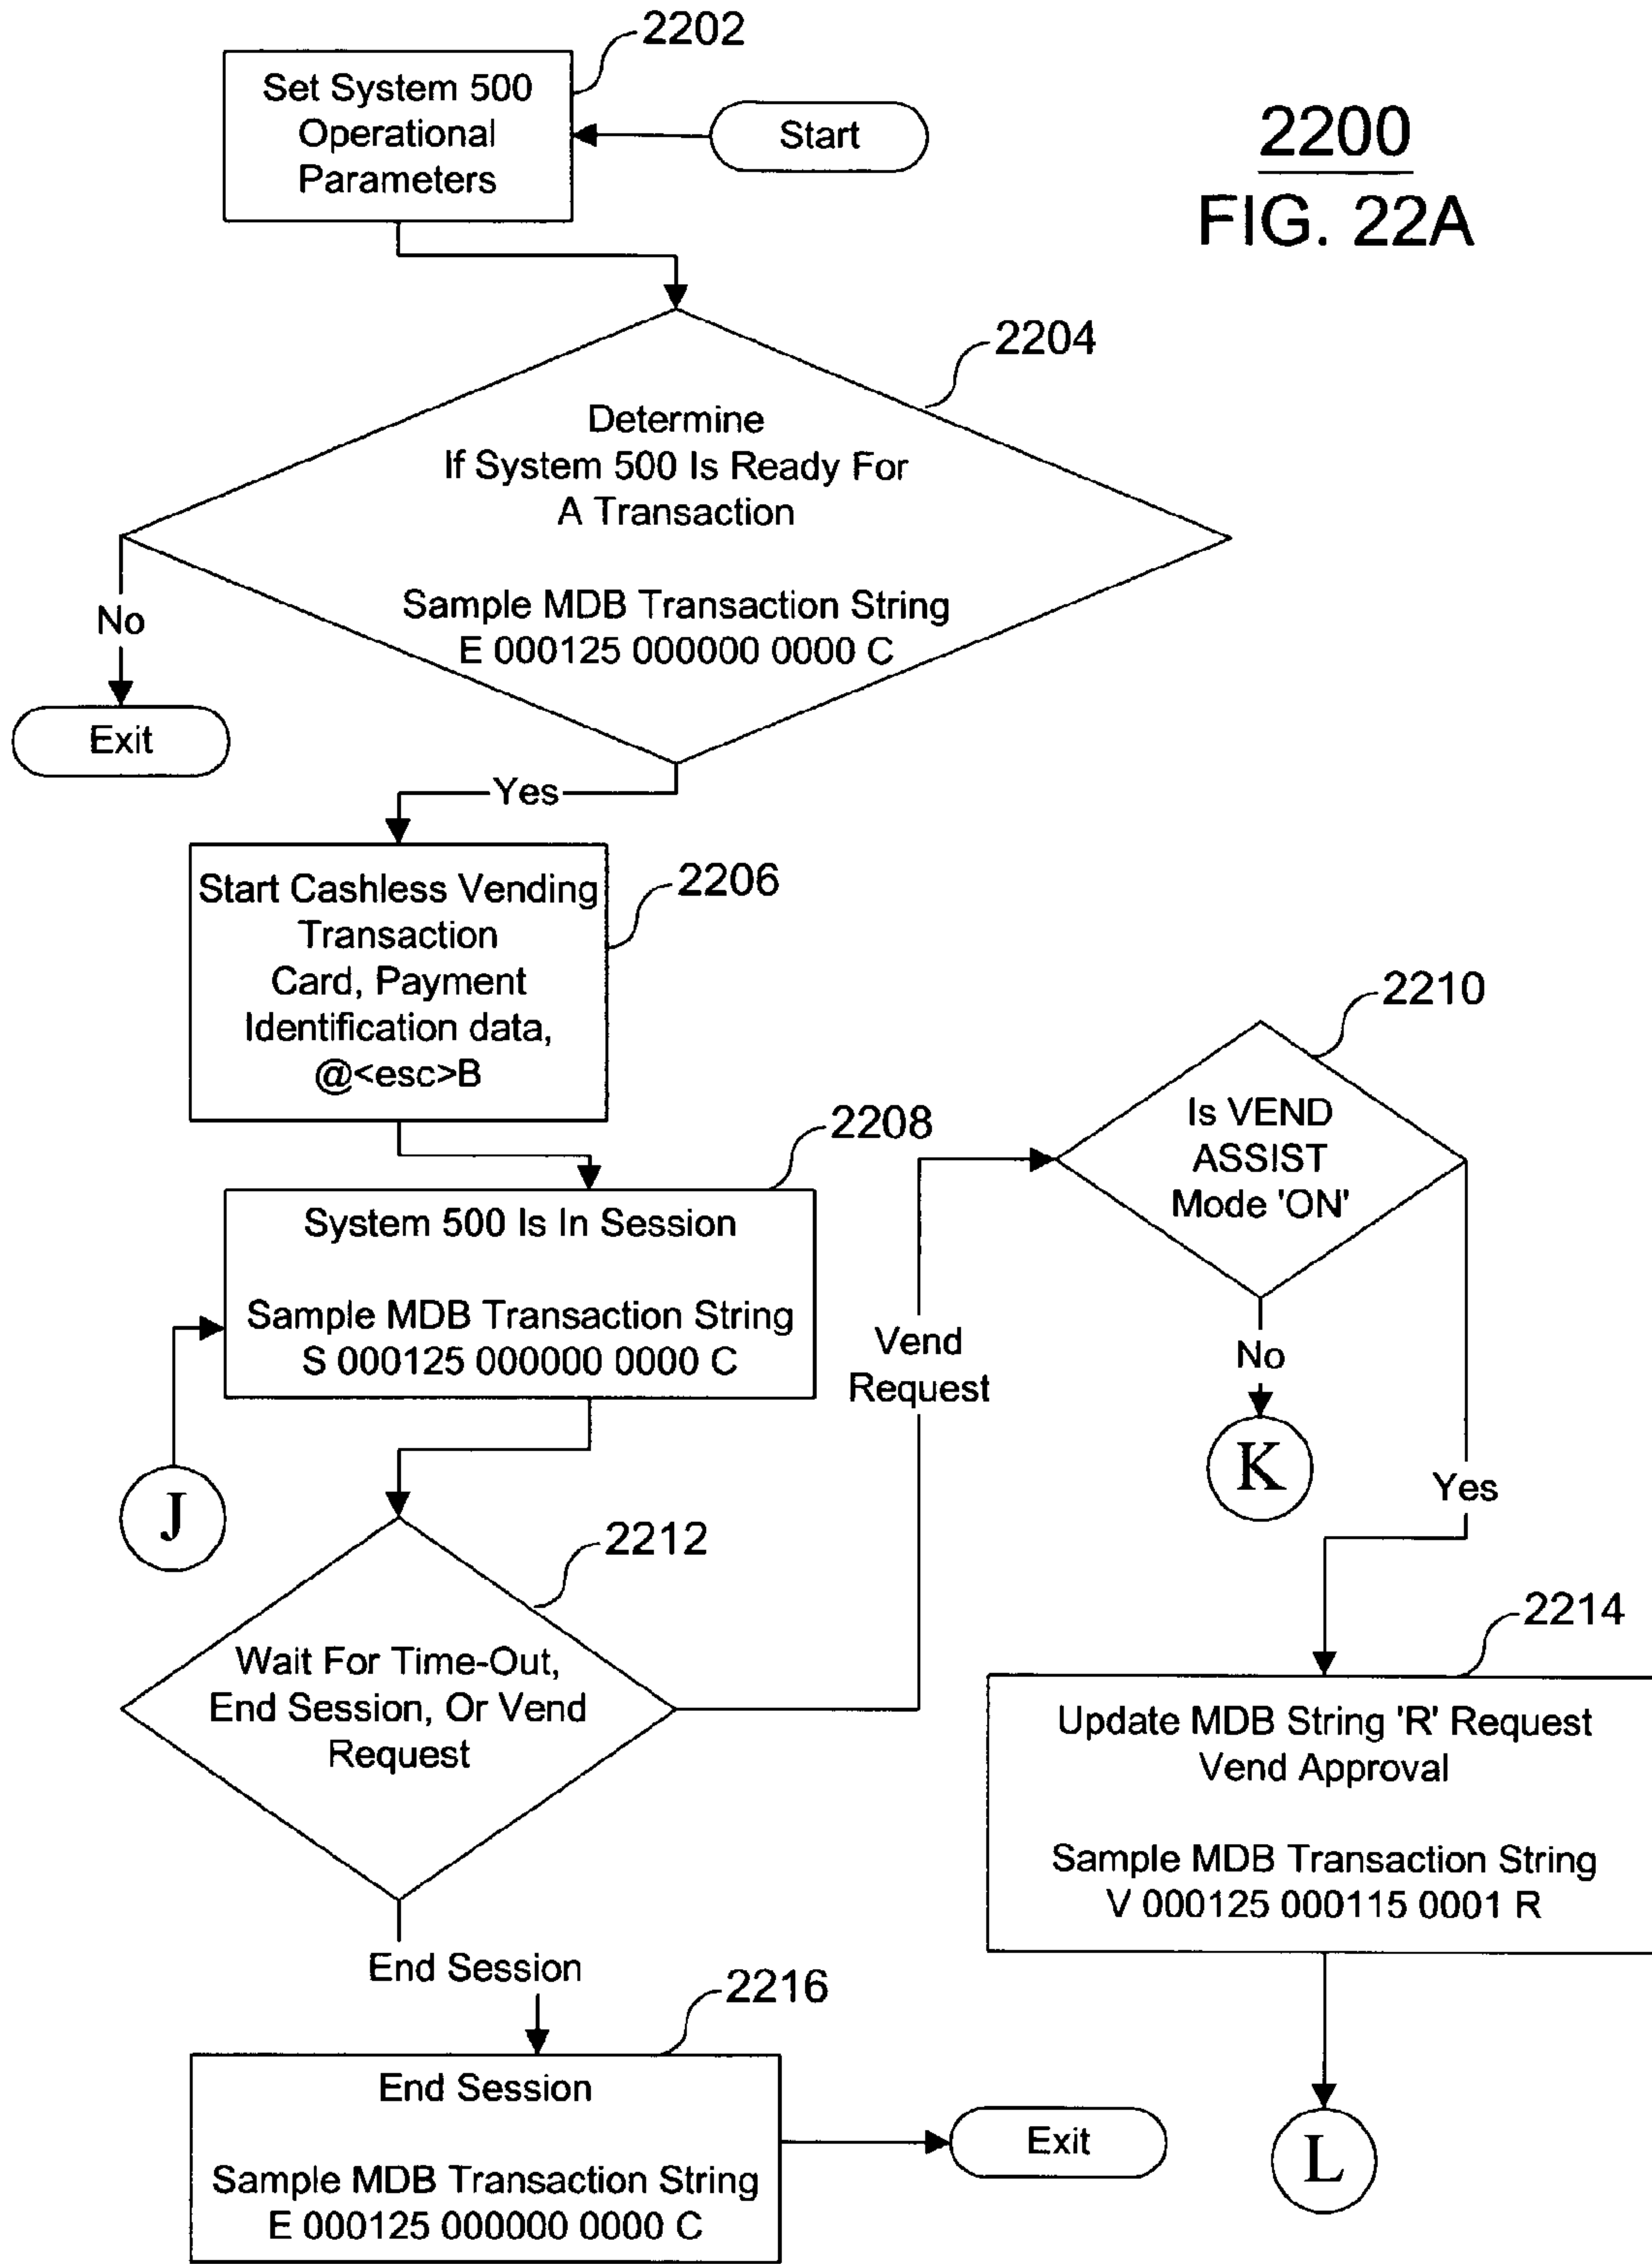 2202
Set System 500
Operational
Parameters
Start
2200
FIG. 22A
2204
Determine
If System 500 Is Ready For
A Transaction
Sample MDB Transaction String
E 000125 000000 0000 C
No
Exit
Yes
2206
Start Cashless Vending
Transaction
Card, Payment
Identification data,
@<esc>B
2208
System 500 Is In Session
Sample MDB Transaction String
S 000125 000000 0000 C
J
2210
Is VEND
ASSIST
Mode 'ON'
No
K
Yes
Vend
Request
2212
Wait For Time-Out,
End Session, Or Vend
Request
2214
Update MDB String 'R' Request
Vend Approval
Sample MDB Transaction String
V 000125 000115 0001 R
L
End Session
2216
End Session
Sample MDB Transaction String
E 000125 000000 0000 C
Exit